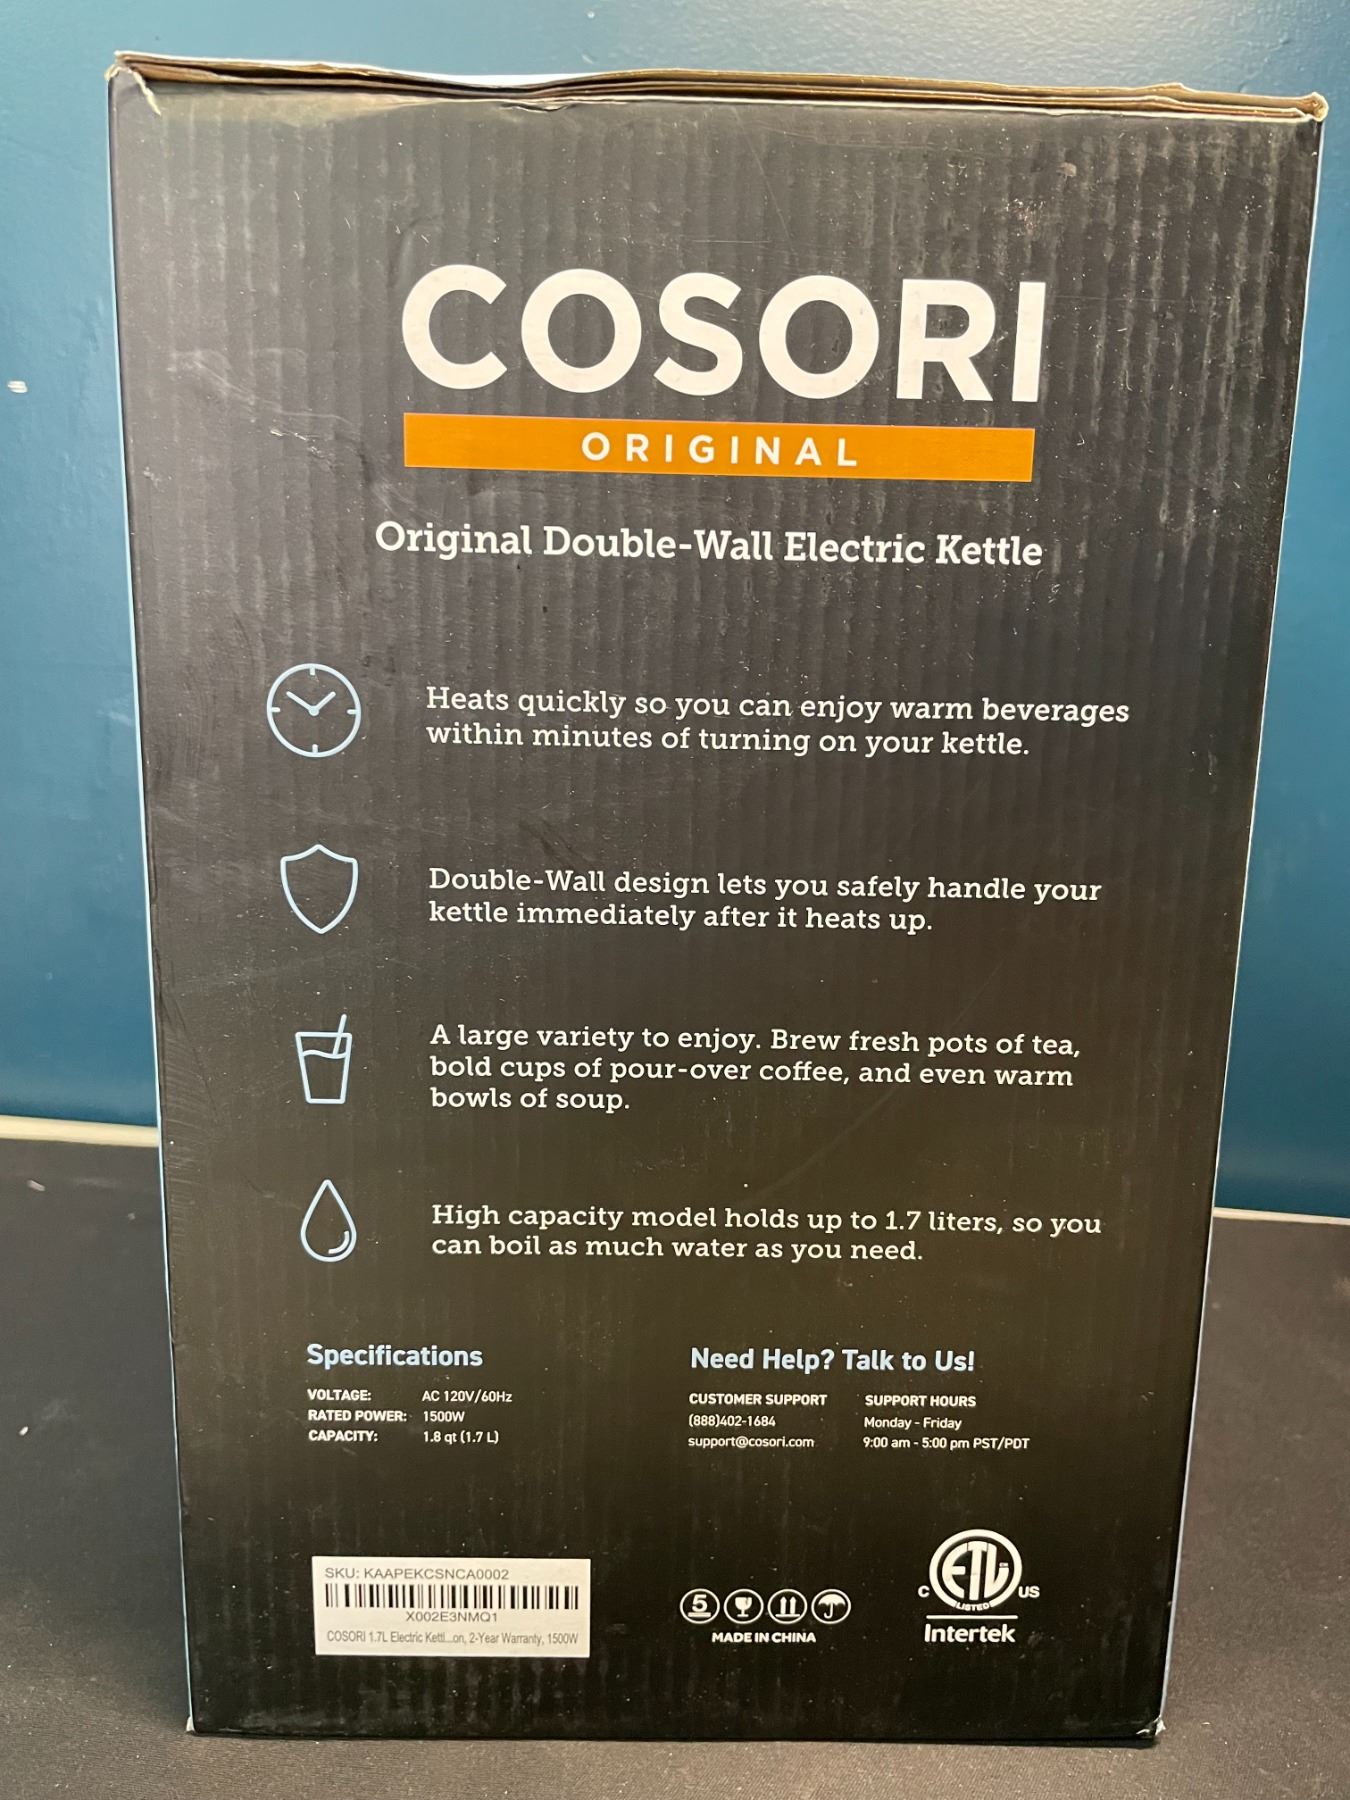 COSORI
ORIGINAL
Original Double-Wall Electric Kettle
Heats quickly so you can enjoy warm beverages
within minutes of turning on your kettle.
Double-Wall design lets you safely handle your
kettle immediately after it heats up.
A large variety to enjoy. Brew fresh pots of tea,
bold cups of pour-over coffee, and even warm
bowls of soup.
High capacity model holds up to 1.7 liters, so you
can boil as much water as you need.
Specifications
VOLTAGE: AC 120V/60Hz
RATED POWER: 1500W
CAPACITY: 1.8 qt (1.7 L)
Need Help? Talk to Us!
CUSTOMER SUPPORT
(888)402-1684
support@cosori.com
SUPPORT HOURS
Monday - Friday
9:00 am - 5:00 pm PST/PDT
SKU: KAAPEKCSNCA0002
X002E3NMQ1
COSORI 1.7L Electric Kettl...on, 2-Year Warranty, 1500W
5
MADE IN CHINA
C ETL US
LISTED
Intertek